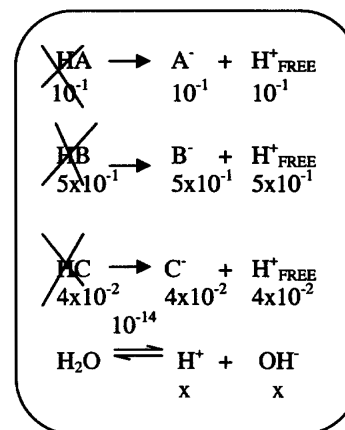 HA → A⁻ + H⁺FREE
10⁻¹ 10⁻¹ 10⁻¹
HB → B⁻ + H⁺FREE
5x10⁻¹ 5x10⁻¹ 5x10⁻¹
HC → C⁻ + H⁺FREE
4x10⁻² 4x10⁻² 4x10⁻²
10⁻¹⁴
H₂O ⇌ H⁺ + OH⁻
x x